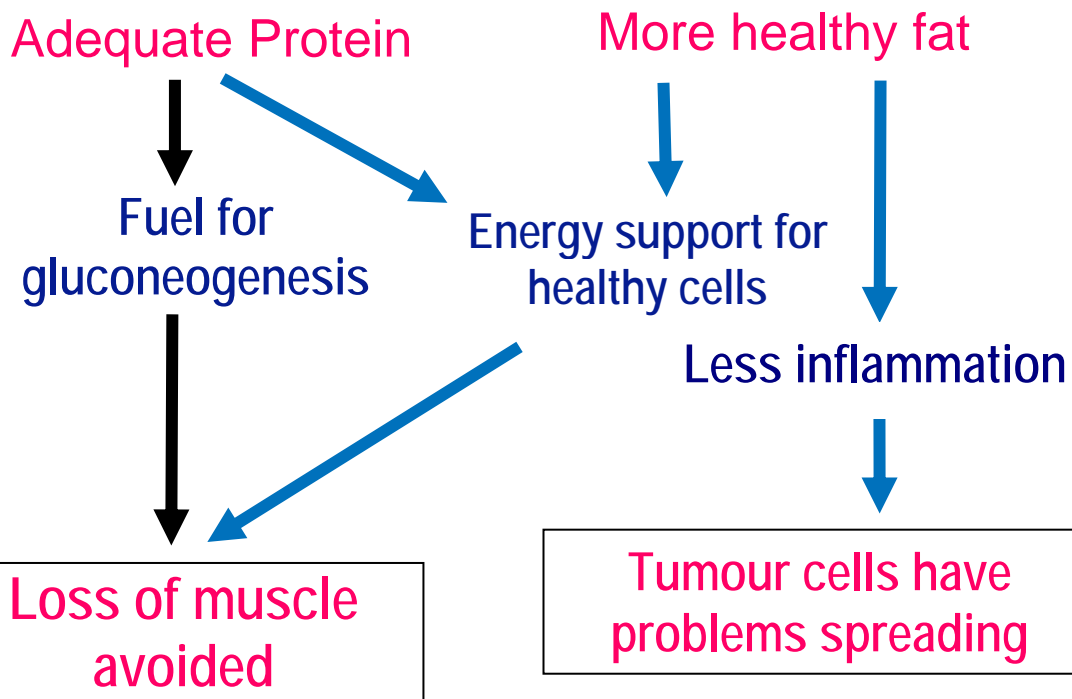 Adequate Protein
More healthy fat
Fuel for
gluconeogenesis
Energy support for
healthy cells
Less inflammation
Loss of muscle
avoided
Tumour cells have
problems spreading